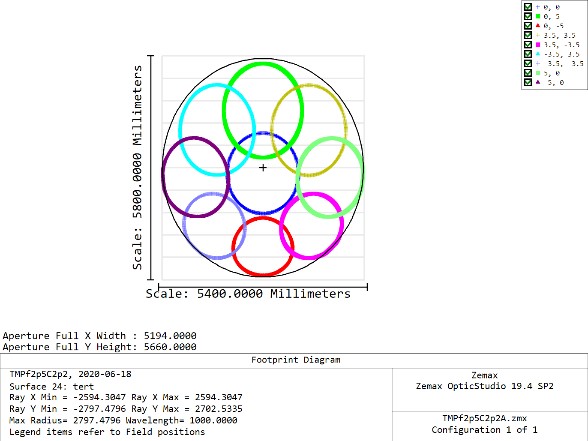 0, 0
0, 5
0, -5
3.5, 3.5
3.5, -3.5
-3.5, 3.5
-3.5, -3.5
5, 0
-5, 0
Scale: 5800.0000 Millimeters
Scale: 5400.0000 Millimeters
Aperture Full X Width : 5194.0000
Aperture Full Y Height: 5660.0000
Footprint Diagram
TMPf2p5C2p2, 2020-06-18
Surface 24: tert
Ray X Min = -2594.3047 Ray X Max = 2594.3047
Ray Y Min = -2797.4796 Ray Y Max = 2702.5335
Max Radius= 2797.4796 Wavelength= 1000.0000
Legend items refer to Field positions
Zemax
Zemax OpticStudio 19.4 SP2
TMPf2p5C2p2A.zmx
Configuration 1 of 1